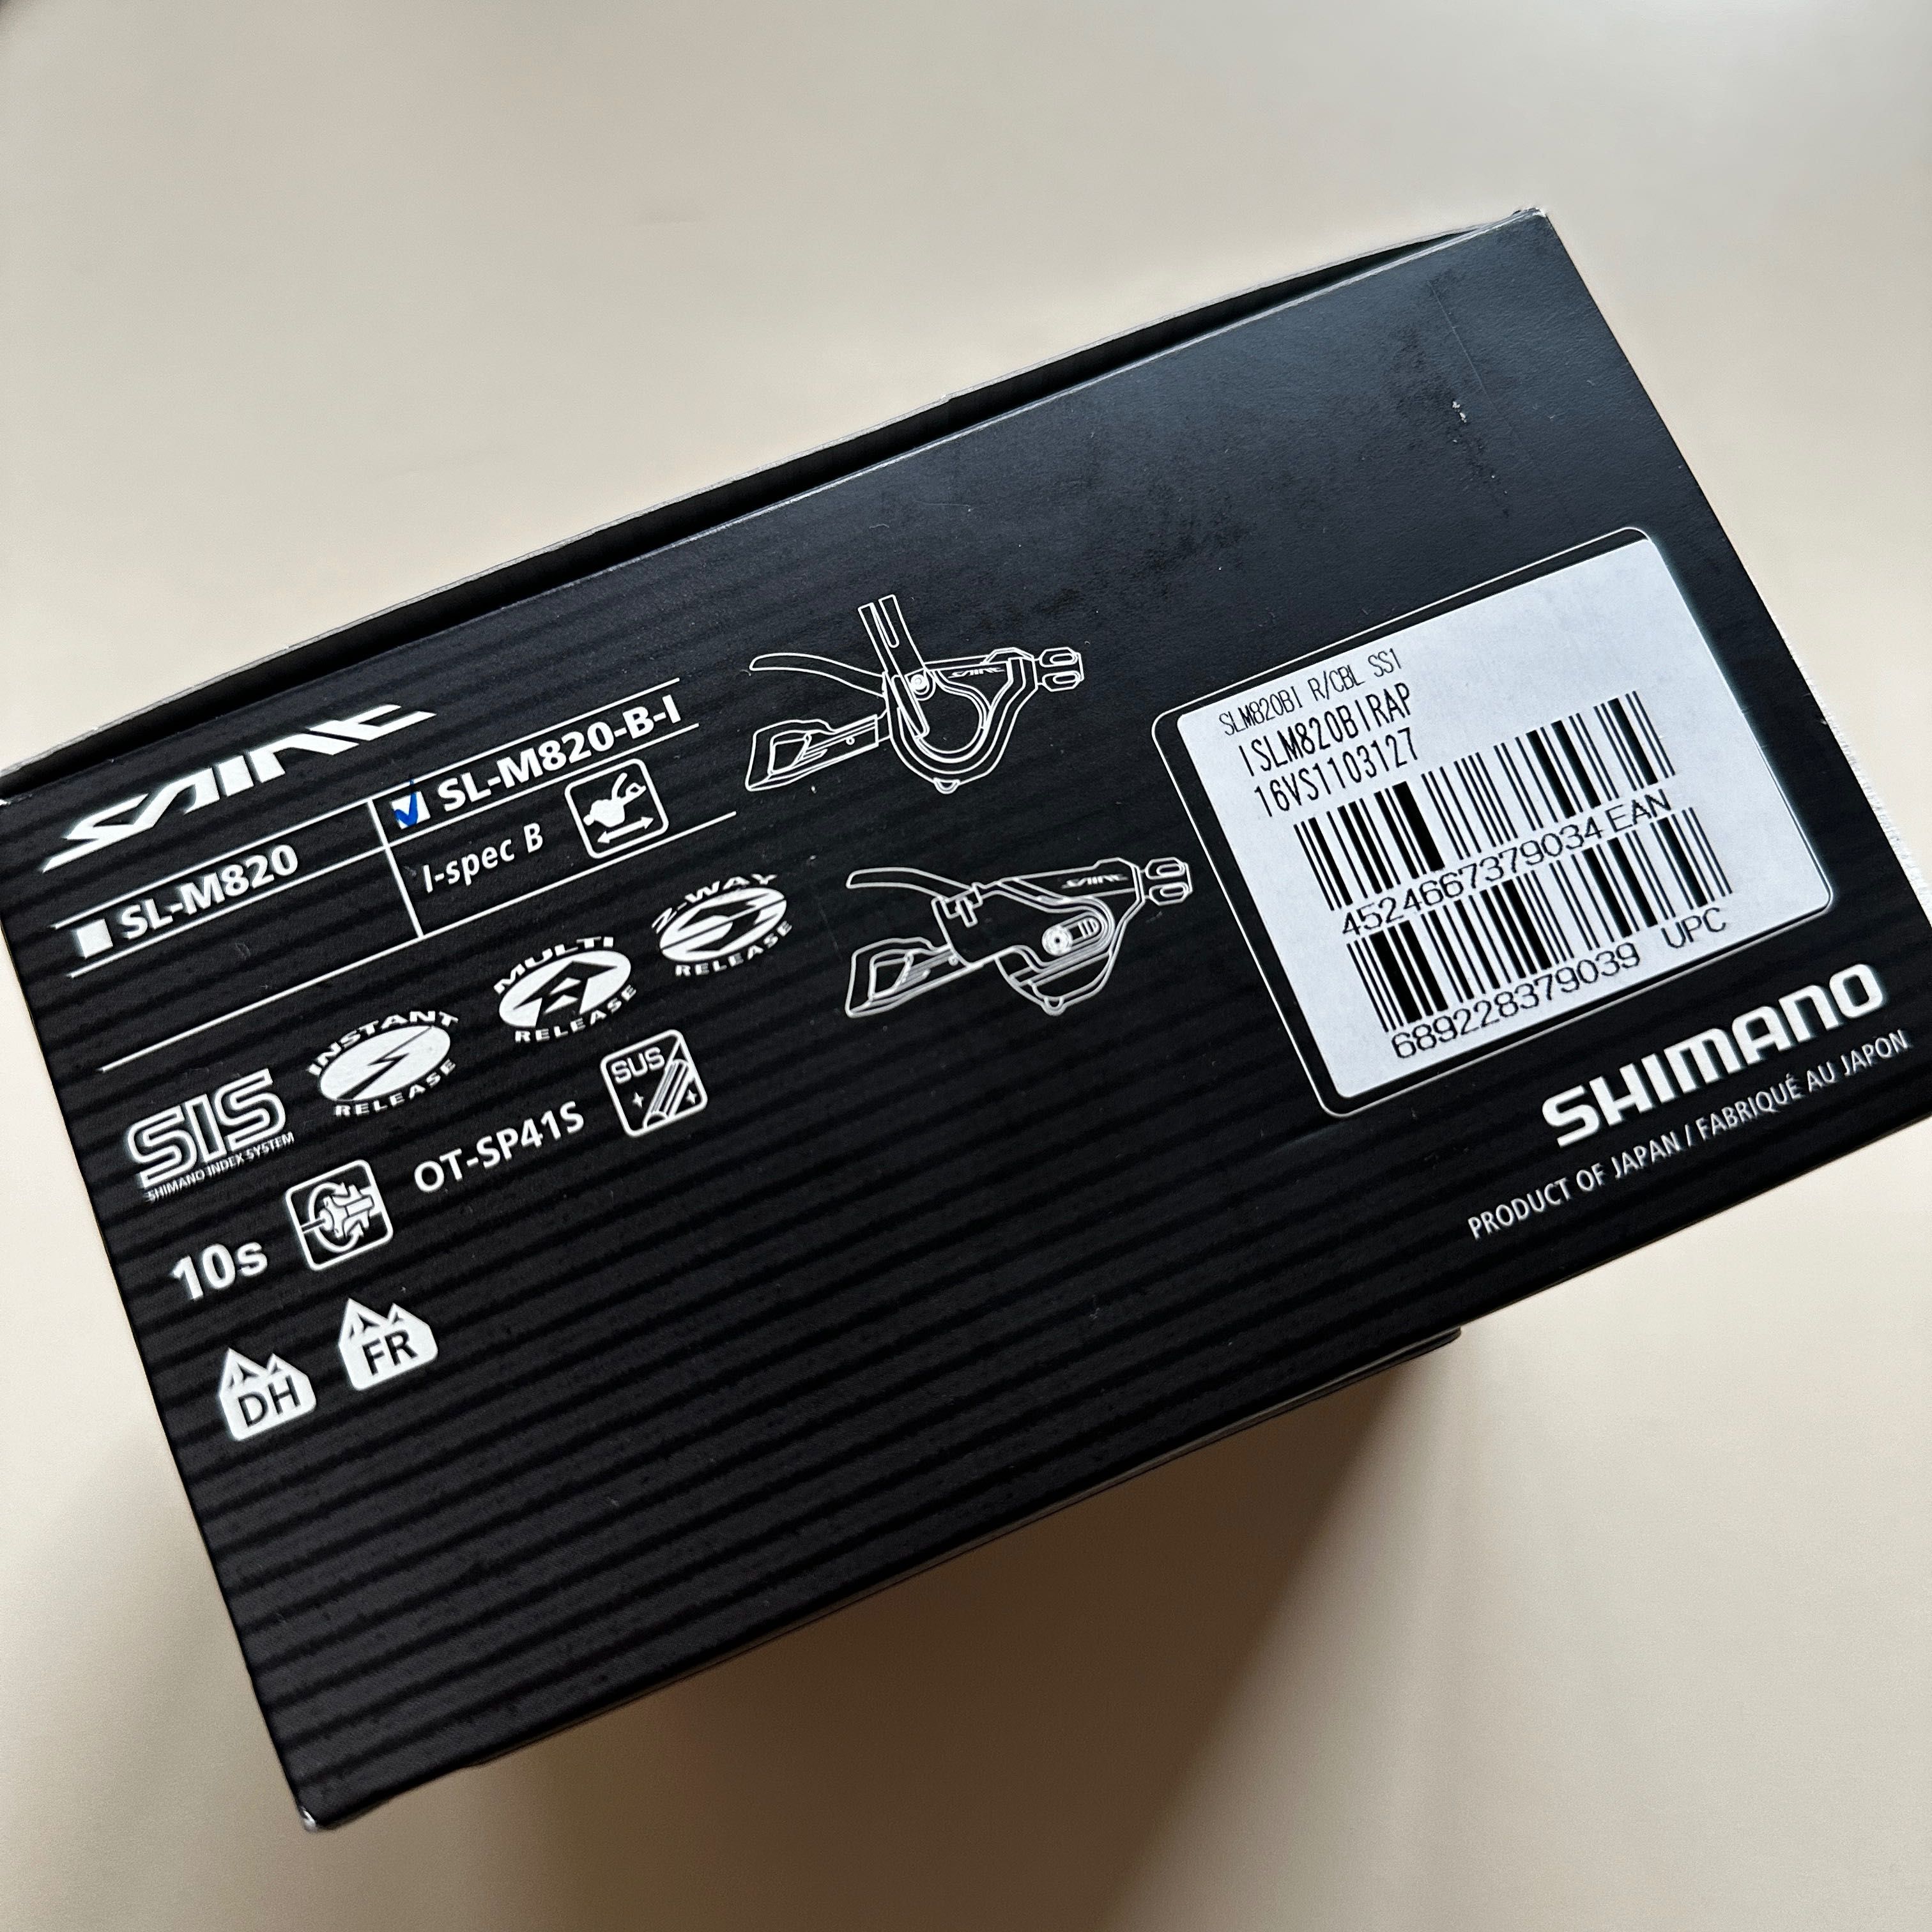 SAINT
SL-M820
SL-M820-B-I
I-spec B
SIS
SHIMANO INDEX SYSTEM
INSTANT RELEASE
MULTI RELEASE
2-WAY RELEASE
10s
OT-SP41S
SUS
DH
FR
SAINT
SAINT
SLM820BI R/CBL SS1
ISLM820BIRAP
16VS1103127
4524667379034 EAN
689228379039 UPC
SHIMANO
PRODUCT OF JAPAN / FABRIQUÉ AU JAPON